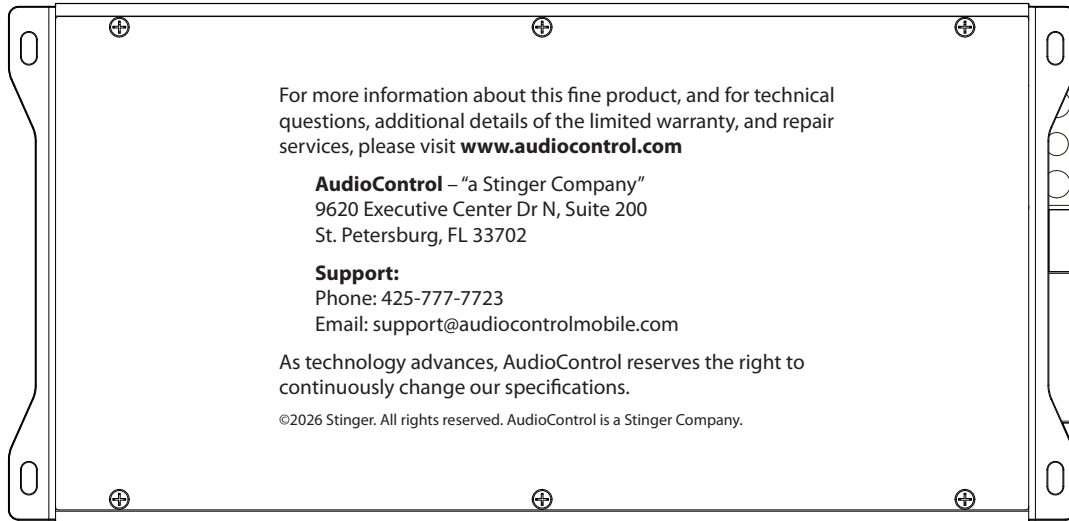 For more information about this fine product, and for technical
questions, additional details of the limited warranty, and repair
services, please visit www.audiocontrol.com
AudioControl – “a Stinger Company”
9620 Executive Center Dr N, Suite 200
St. Petersburg, FL 33702
Support:
Phone: 425-777-7723
Email: support@audiocontrolmobile.com
As technology advances, AudioControl reserves the right to
continuously change our specifications.
©2026 Stinger. All rights reserved. AudioControl is a Stinger Company.